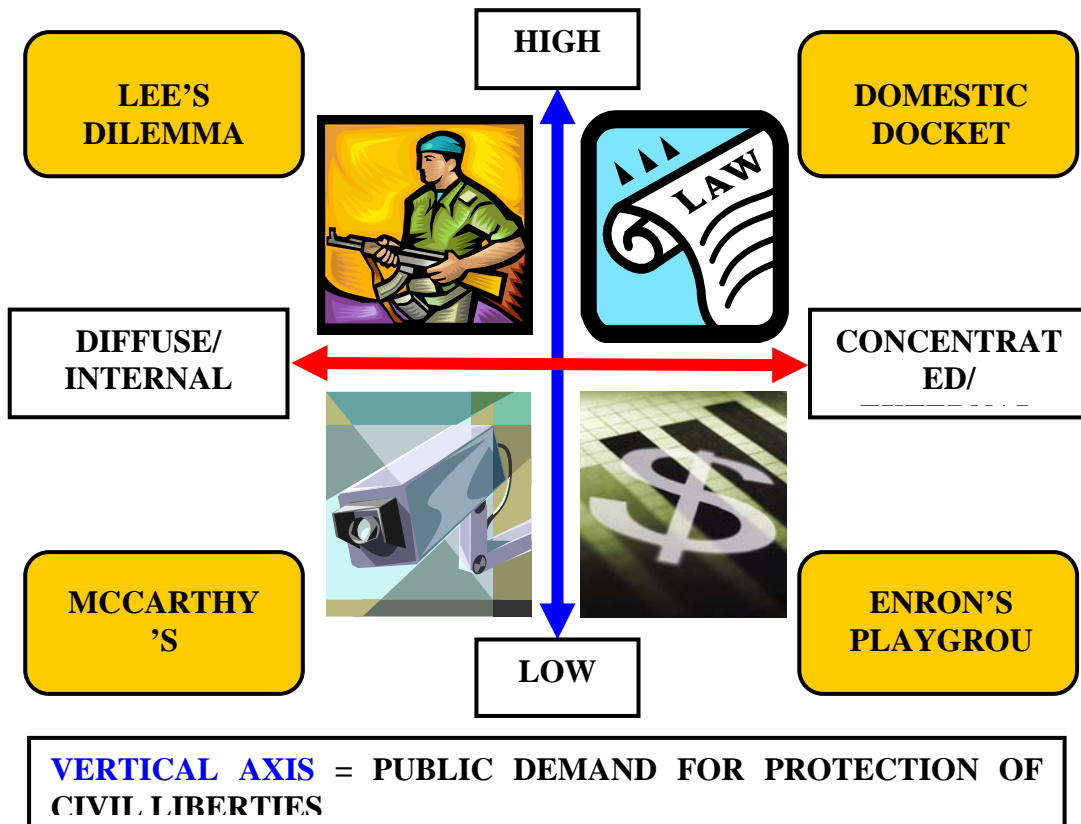 HIGH
LEE'S
DILEMMA
DOMESTIC
DOCKET
LAW
DIFFUSE/
INTERNAL
CONCENTRAT
ED/
MCCARTHY
'S
ENRON'S
PLAYGROU
LOW
VERTICAL AXIS = PUBLIC DEMAND FOR PROTECTION OF
CIVIL LIBERTIES